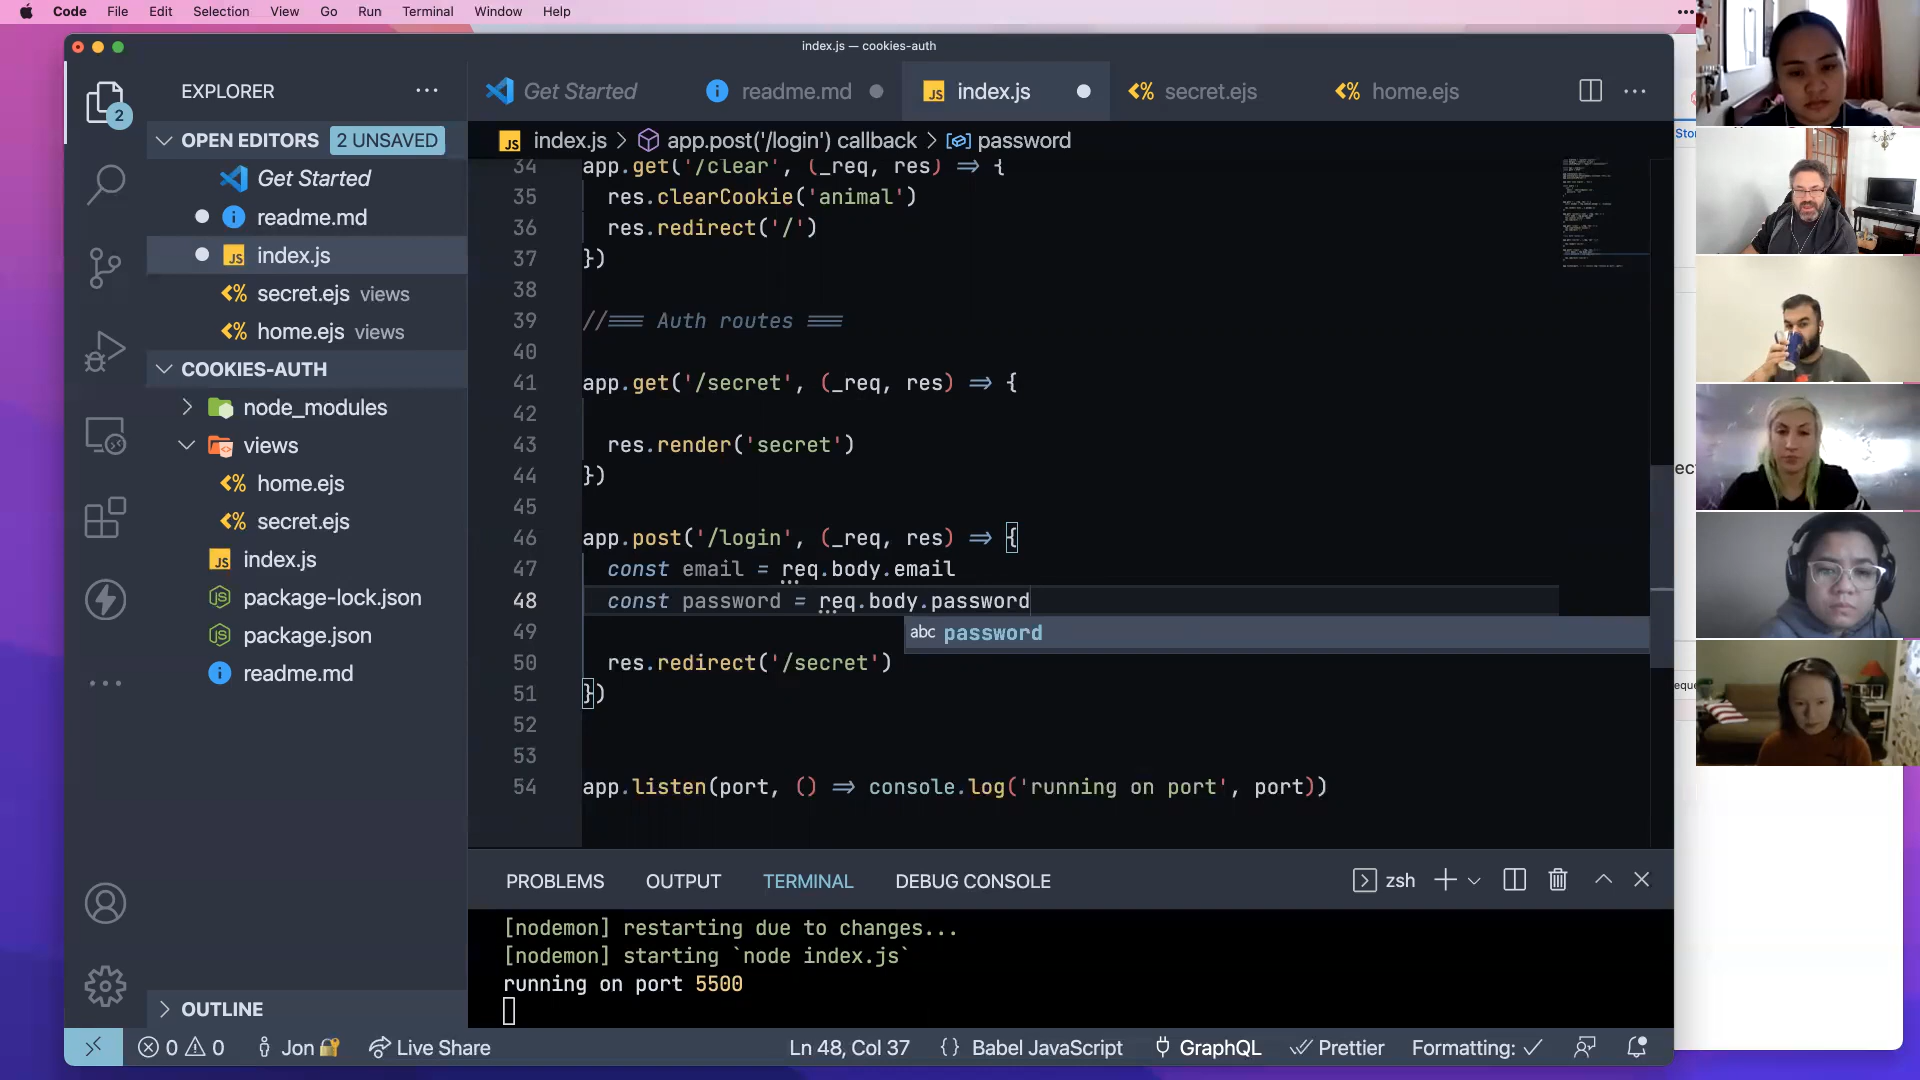 Code File Edit Selection View Go Run Terminal Window Help
index.js — cookies-auth
EXPLORER
OPEN EDITORS 2 UNSAVED
Get Started
readme.md
index.js
secret.ejs views
home.ejs views
COOKIES-AUTH
node_modules
views
home.ejs
secret.ejs
index.js
package-lock.json
package.json
readme.md
OUTLINE
2
Get Started readme.md index.js secret.ejs home.ejs
index.js > app.post('/login') callback > password
34 app.get('/clear', (_req, res) => {
35 res.clearCookie('animal')
36 res.redirect('/')
37 })
38
39 //=== Auth routes ===
40
41 app.get('/secret', (_req, res) => {
42
43 res.render('secret')
44 })
45
46 app.post('/login', (_req, res) => {
47 const email = req.body.email
48 const password = req.body.password
49 abc password
50 res.redirect('/secret')
51 })
52
53
54 app.listen(port, () => console.log('running on port', port))
PROBLEMS OUTPUT TERMINAL DEBUG CONSOLE zsh
[nodemon] restarting due to changes...
[nodemon] starting `node index.js`
running on port 5500
0 0 Jon Live Share Ln 48, Col 37 {} Babel JavaScript GraphQL Prettier Formatting: ✓